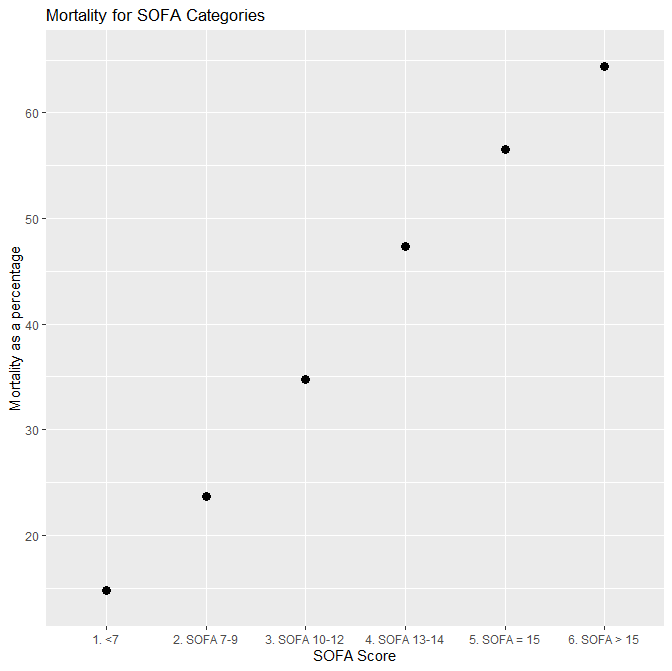 Mortality for SOFA Categories
Mortality as a percentage
60
50
40
30
20
1. <7
2. SOFA 7-9
3. SOFA 10-12
4. SOFA 13-14
5. SOFA = 15
6. SOFA > 15
SOFA Score